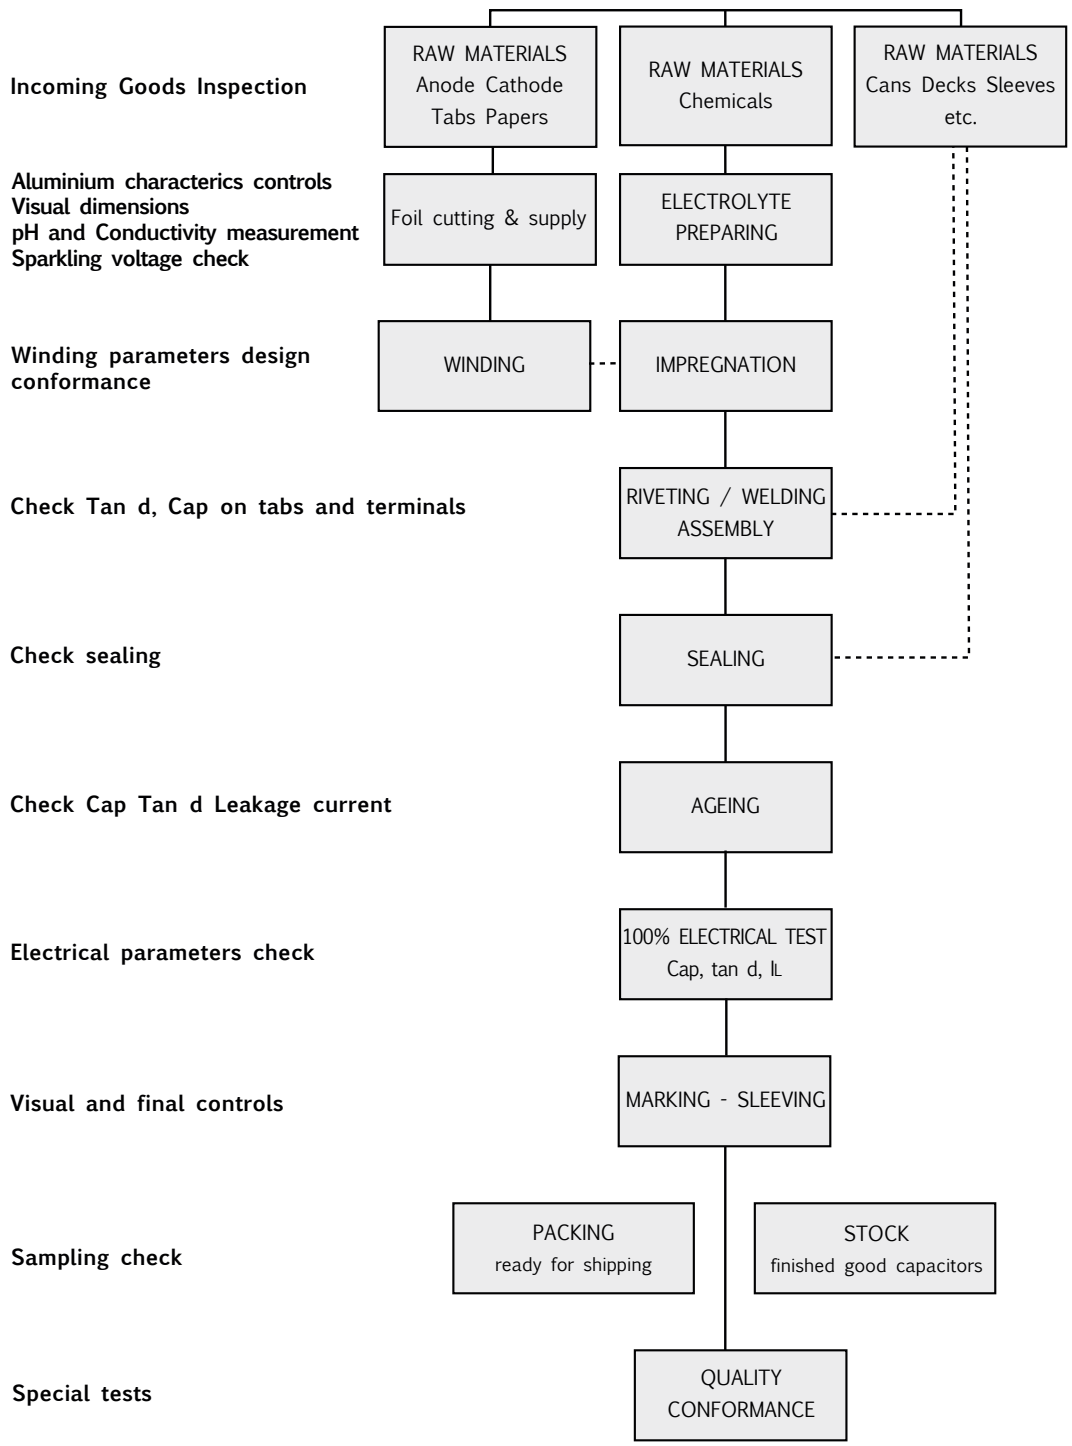 RAW MATERIALS
Anode Cathode
Tabs Papers
RAW MATERIALS
Chemicals
RAW MATERIALS
Cans Decks Sleeves
etc.
Incoming Goods Inspection
Aluminium characterics controls
Visual dimensions
pH and Conductivity measurement
Sparkling voltage check
Foil cutting & supply
ELECTROLYTE
PREPARING
Winding parameters design
conformance
WINDING
IMPREGNATION
Check Tan d, Cap on tabs and terminals
RIVETING / WELDING
ASSEMBLY
Check sealing
SEALING
Check Cap Tan d Leakage current
AGEING
Electrical parameters check
100% ELECTRICAL TEST
Cap, tan d, IL
Visual and final controls
MARKING - SLEEVING
Sampling check
PACKING
ready for shipping
STOCK
finished good capacitors
Special tests
QUALITY
CONFORMANCE